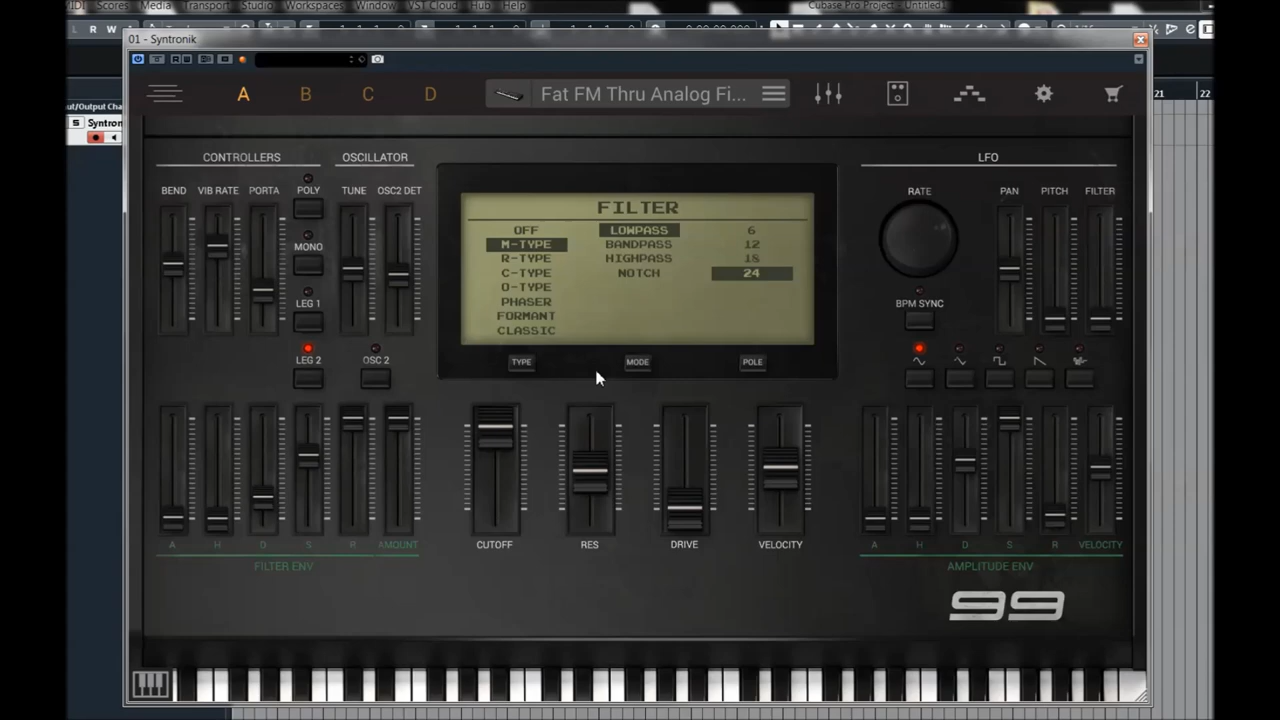 Scores Media Transport Studio Workspaces Window VST Cloud Hub Help
Cubase Pro Project - Untitled1
R W
01 - Syntronik
A B C D
Fat FM Thru Analog Fi...
21 22
S Syntron
CONTROLLERS OSCILLATOR LFO
BEND VIB RATE PORTA POLY TUNE OSC2 DET RATE PAN PITCH FILTER
FILTER
OFF LOWPASS 6
M-TYPE BANDPASS 12
R-TYPE HIGHPASS 18
C-TYPE NOTCH 24
O-TYPE
PHASER
FORMANT
CLASSIC
MONO
LEG 1
BPM SYNC
LEG 2 OSC 2
TYPE MODE POLE
A H D S R AMOUNT
CUTOFF RES DRIVE VELOCITY
A H D S R VELOCITY
FILTER ENV AMPLITUDE ENV
99